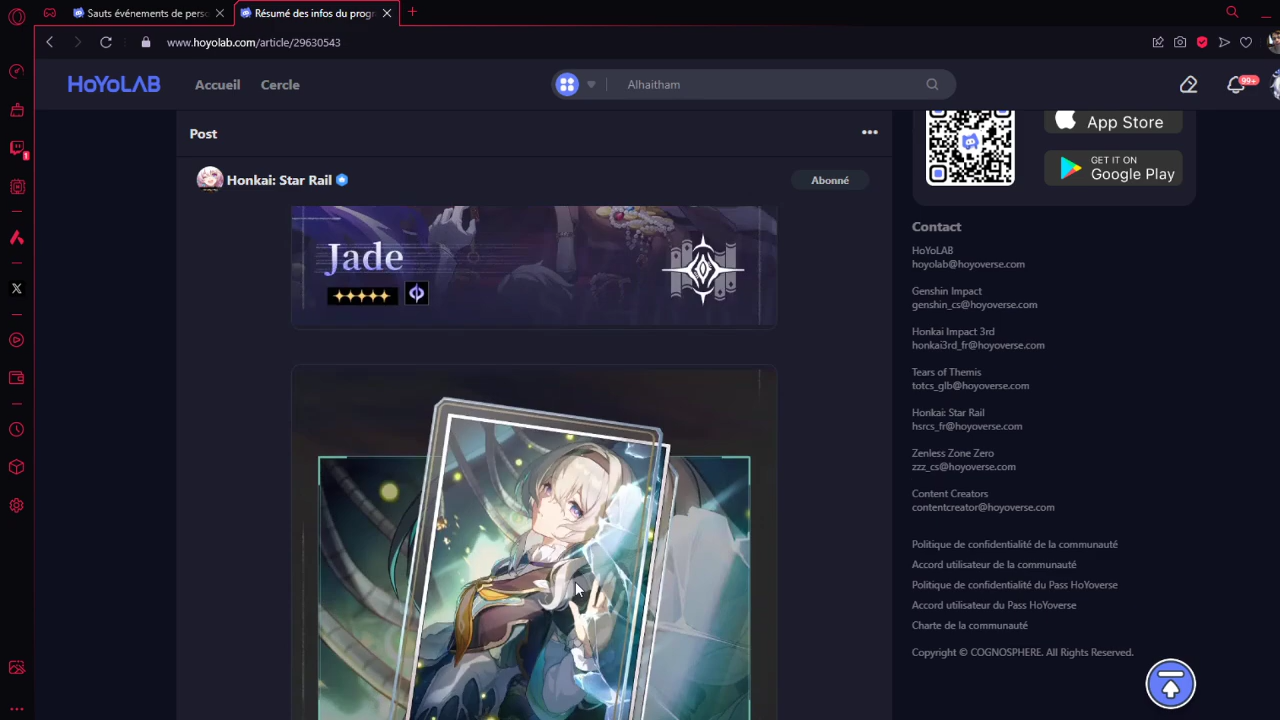 Sauts événements de perso
Résumé des infos du progr
www.hoyolab.com/article/29630543
HoYoLAB
Accueil
Cercle
Alhaitham
99+
1
Post
•••
App Store
GET IT ON
Google Play
Honkai: Star Rail
Abonné
Jade
Contact
HoYoLAB
hoyolab@hoyoverse.com
Genshin Impact
genshin_cs@hoyoverse.com
Honkai Impact 3rd
honkai3rd_fr@hoyoverse.com
Tears of Themis
totcs_glb@hoyoverse.com
Honkai: Star Rail
hsrcs_fr@hoyoverse.com
Zenless Zone Zero
zzz_cs@hoyoverse.com
Content Creators
contentcreator@hoyoverse.com
Politique de confidentialité de la communauté
Accord utilisateur de la communauté
Politique de confidentialité du Pass HoYoverse
Accord utilisateur du Pass HoYoverse
Charte de la communauté
Copyright © COGNOSPHERE. All Rights Reserved.